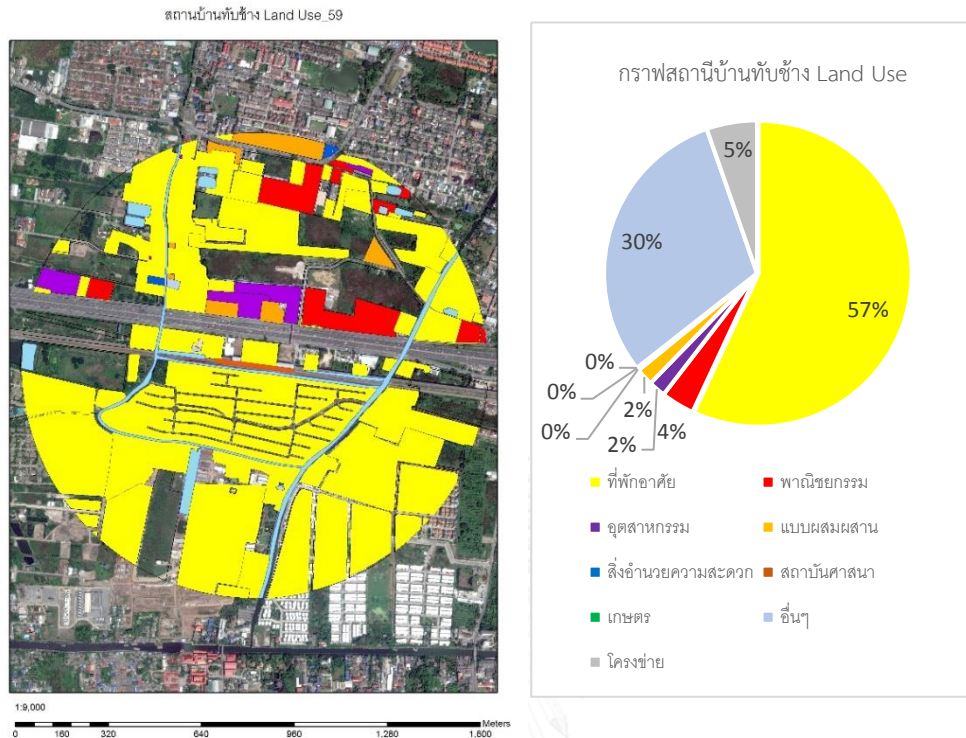 สถานบ้านทับช้าง Land Use_59
1:9,000
Meters
0 160 320 640 960 1,280 1,600
กราฟสถานีบ้านทับช้าง Land Use
5%
30%
57%
0%
0%
0%
2%
2%
4%
ที่พักอาศัย
พาณิชยกรรม
อุตสาหกรรม
แบบผสมผสาน
สิ่งอำนวยความสะดวก
สถาบันศาสนา
เกษตร
อื่นๆ
โครงข่าย